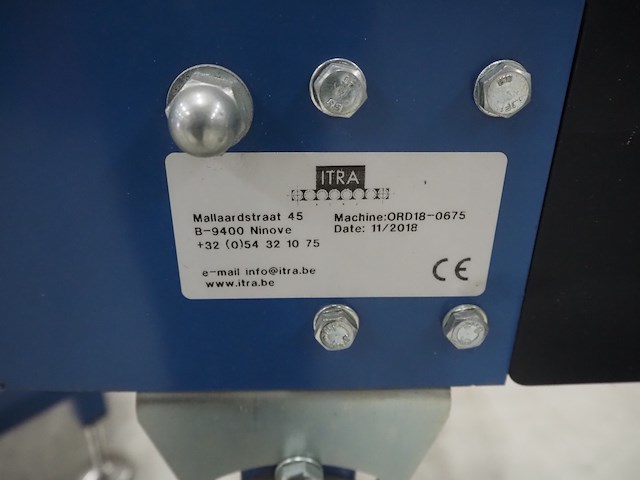 ITRA
Mallaardstraat 45
B-9400 Ninove
+32 (0)54 32 10 75
Machine:ORD18-0675
Date: 11/2018
e-mail info@itra.be
www.itra.be
CE